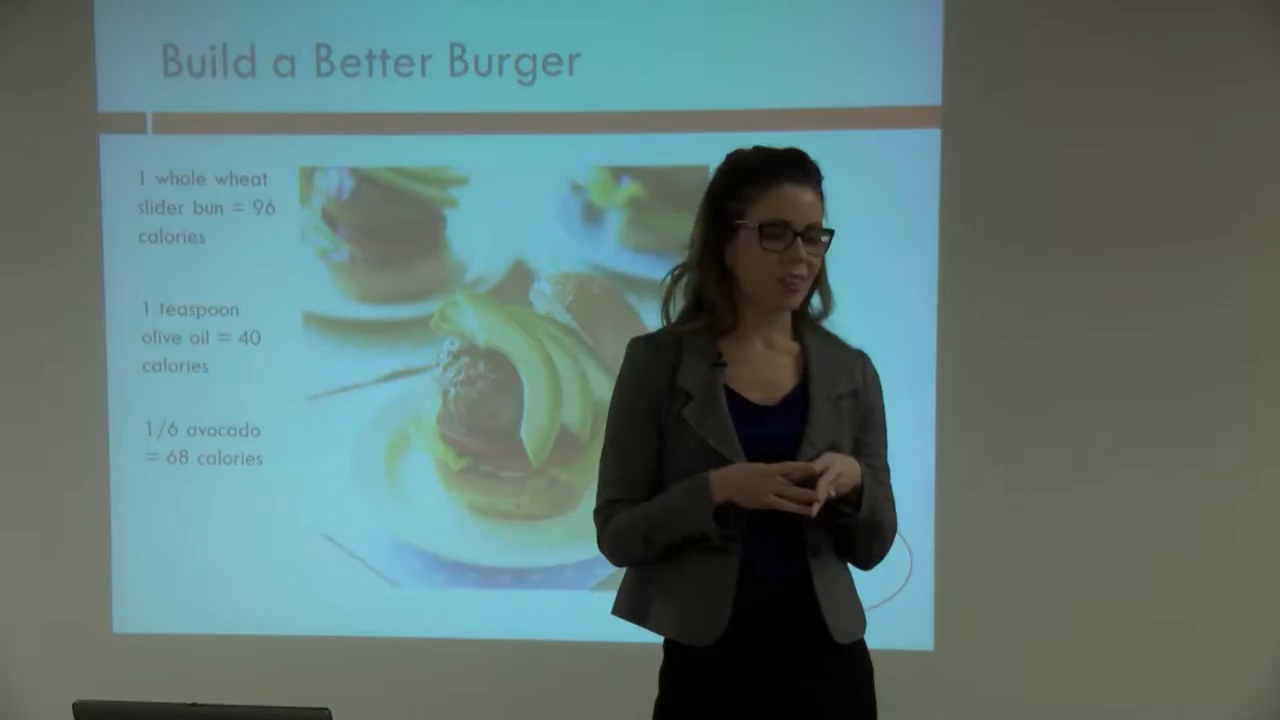 Build a Better Burger
1 whole wheat
slider bun = 96
calories
1 teaspoon
olive oil = 40
calories
1/6 avocado
= 68 calories